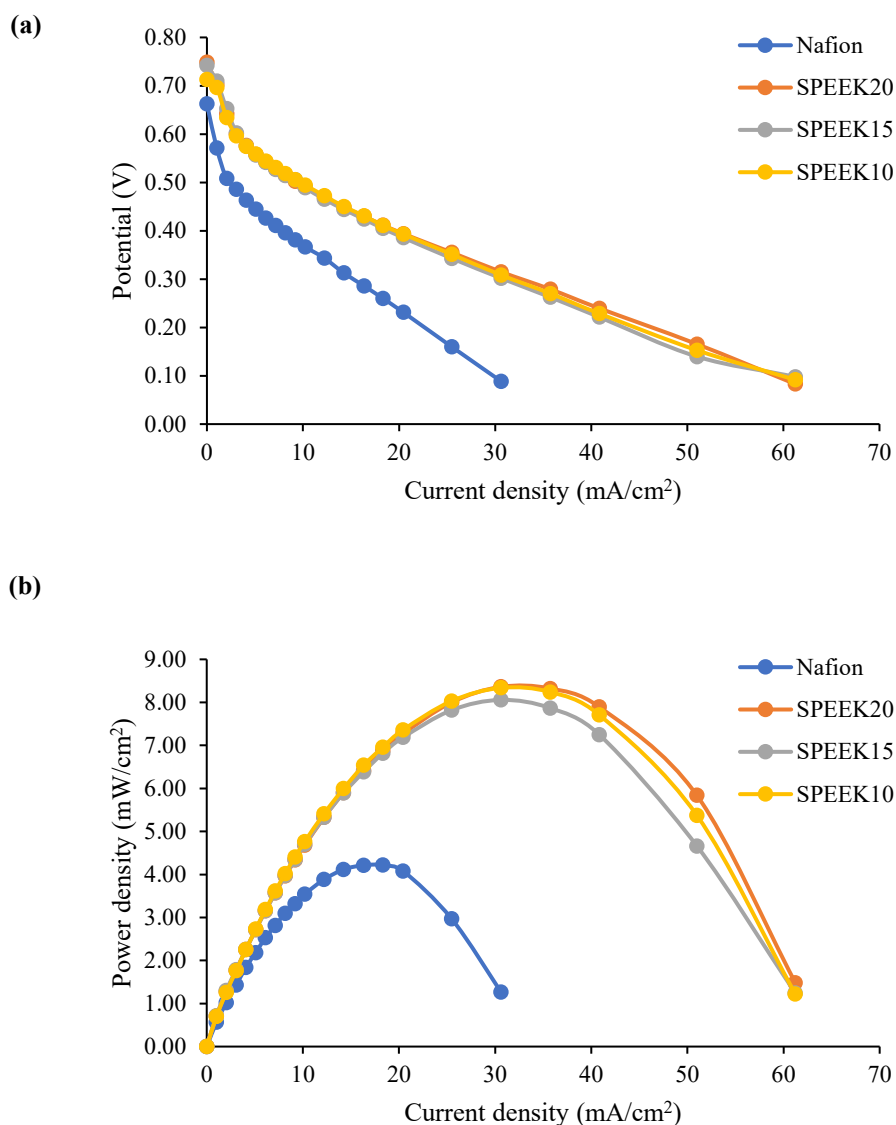 (a)
0.80
0.70
0.60
0.50
0.40
0.30
0.20
0.10
0.00
Potential (V)
0 10 20 30 40 50 60 70
Current density (mA/cm²)
Nafion
SPEEK20
SPEEK15
SPEEK10
(b)
9.00
8.00
7.00
6.00
5.00
4.00
3.00
2.00
1.00
0.00
Power density (mW/cm²)
0 10 20 30 40 50 60 70
Current density (mA/cm²)
Nafion
SPEEK20
SPEEK15
SPEEK10